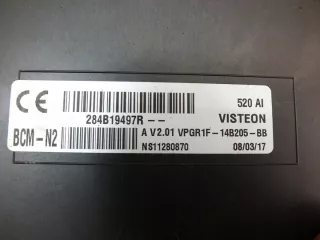 CE 520 AI
284B19497R -- VISTEON
BCM-N2 A V2.01 VPGR1F-14B205-BB
NS11280870 08/03/17